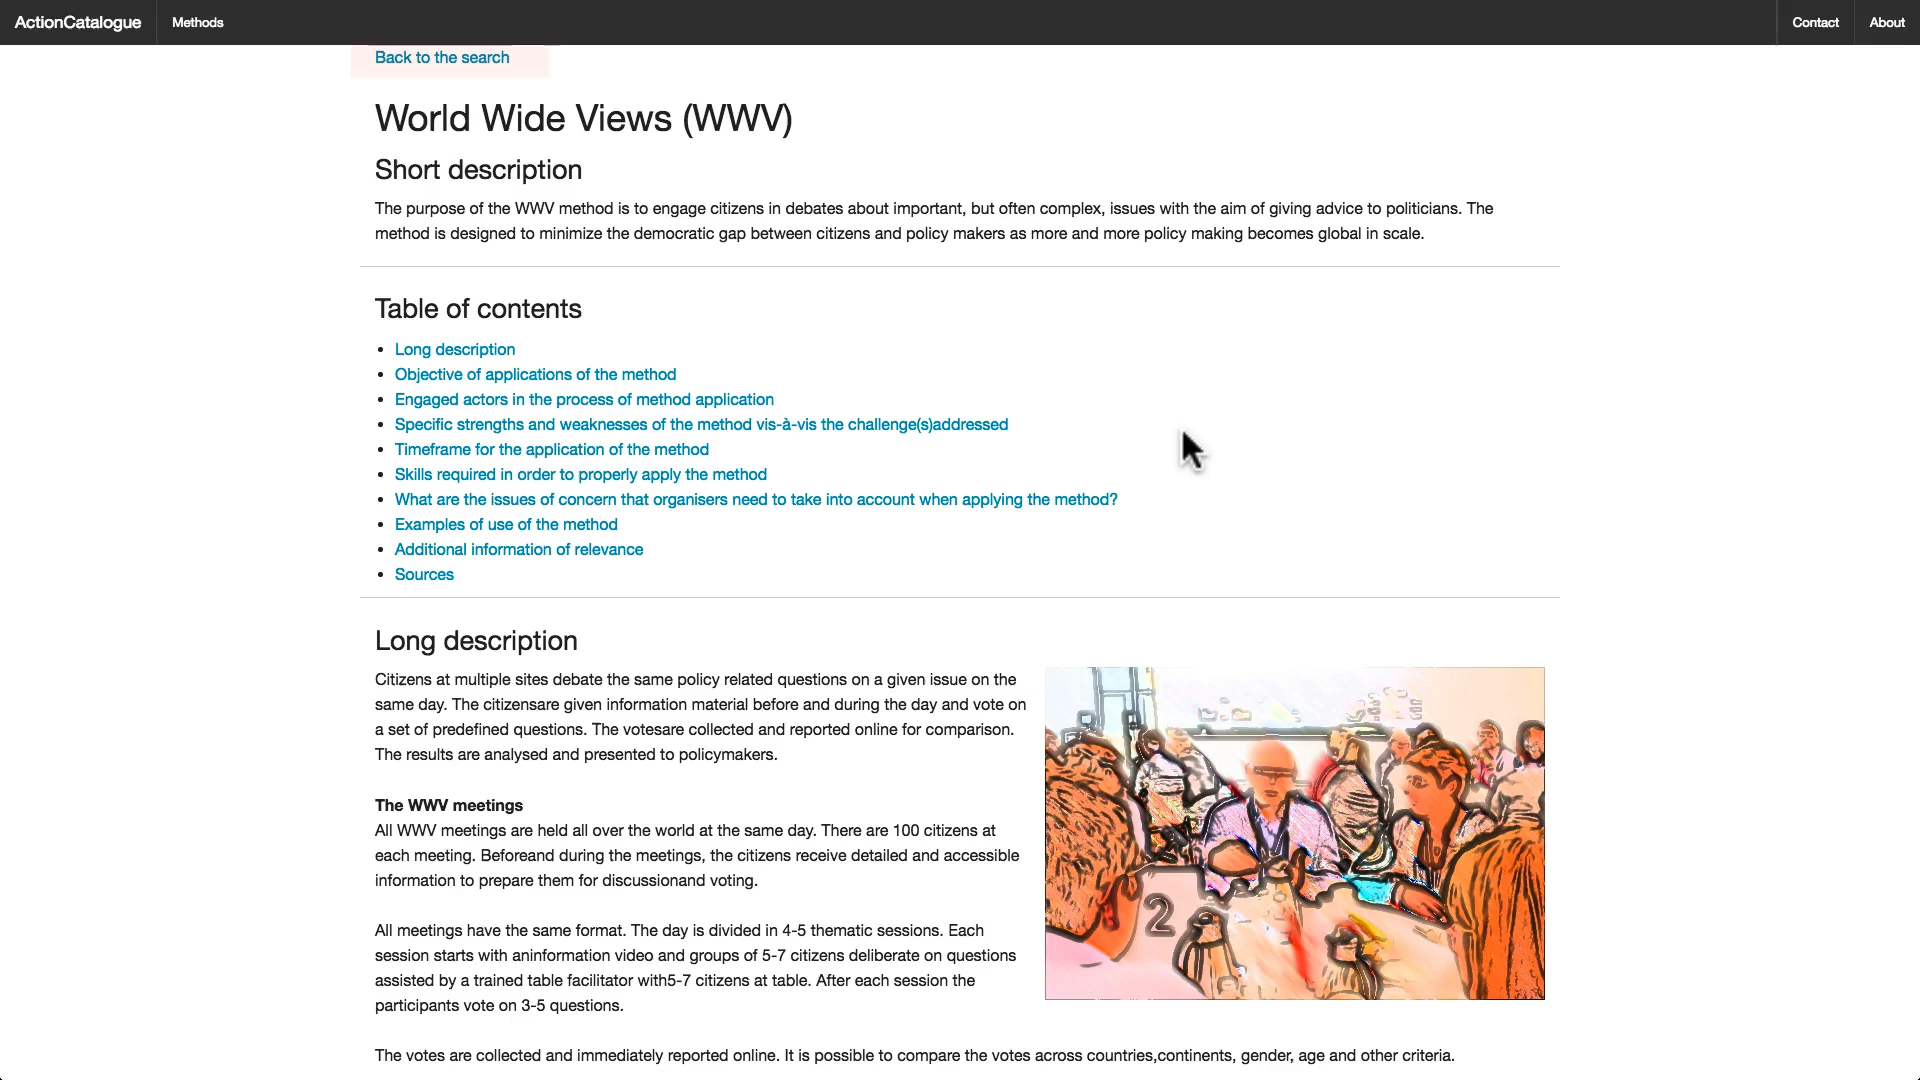 ActionCatalogue Methods Contact About
Back to the search
World Wide Views (WWV)
Short description
The purpose of the WWV method is to engage citizens in debates about important, but often complex, issues with the aim of giving advice to politicians. The
method is designed to minimize the democratic gap between citizens and policy makers as more and more policy making becomes global in scale.
Table of contents
Long description
Objective of applications of the method
Engaged actors in the process of method application
Specific strengths and weaknesses of the method vis-à-vis the challenge(s)addressed
Timeframe for the application of the method
Skills required in order to properly apply the method
What are the issues of concern that organisers need to take into account when applying the method?
Examples of use of the method
Additional information of relevance
Sources
Long description
Citizens at multiple sites debate the same policy related questions on a given issue on the
same day. The citizensare given information material before and during the day and vote on
a set of predefined questions. The votesare collected and reported online for comparison.
The results are analysed and presented to policymakers.
The WWV meetings
All WWV meetings are held all over the world at the same day. There are 100 citizens at
each meeting. Beforeand during the meetings, the citizens receive detailed and accessible
information to prepare them for discussionand voting.
All meetings have the same format. The day is divided in 4-5 thematic sessions. Each
session starts with aninformation video and groups of 5-7 citizens deliberate on questions
assisted by a trained table facilitator with5-7 citizens at table. After each session the
participants vote on 3-5 questions.
2
The votes are collected and immediately reported online. It is possible to compare the votes across countries,continents, gender, age and other criteria.